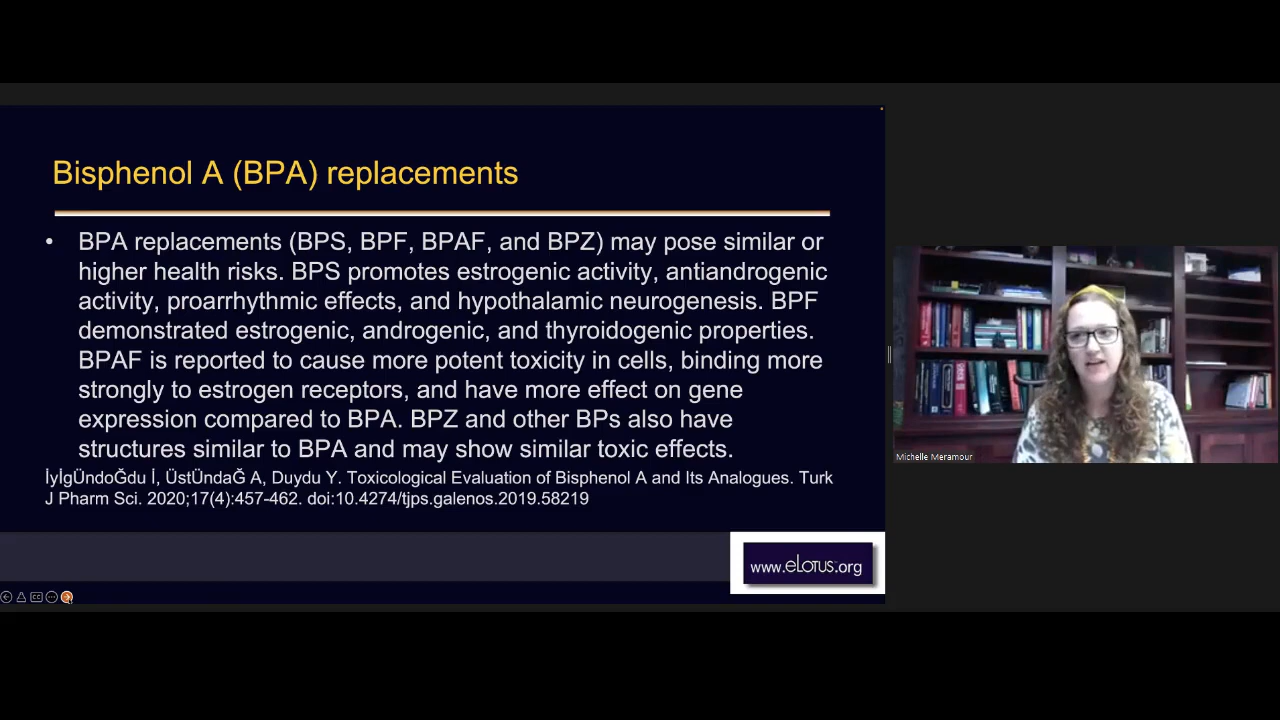 Bisphenol A (BPA) replacements
• BPA replacements (BPS, BPF, BPAF, and BPZ) may pose similar or
higher health risks. BPS promotes estrogenic activity, antiandrogenic
activity, proarrhythmic effects, and hypothalamic neurogenesis. BPF
demonstrated estrogenic, androgenic, and thyroidogenic properties.
BPAF is reported to cause more potent toxicity in cells, binding more
strongly to estrogen receptors, and have more effect on gene
expression compared to BPA. BPZ and other BPs also have
structures similar to BPA and may show similar toxic effects.
İyİgÜndoĞdu İ, ÜstÜndaĞ A, Duydu Y. Toxicological Evaluation of Bisphenol A and Its Analogues. Turk
J Pharm Sci. 2020;17(4):457-462. doi:10.4274/tjps.galenos.2019.58219
www.eLotus.org
Michelle Meramour